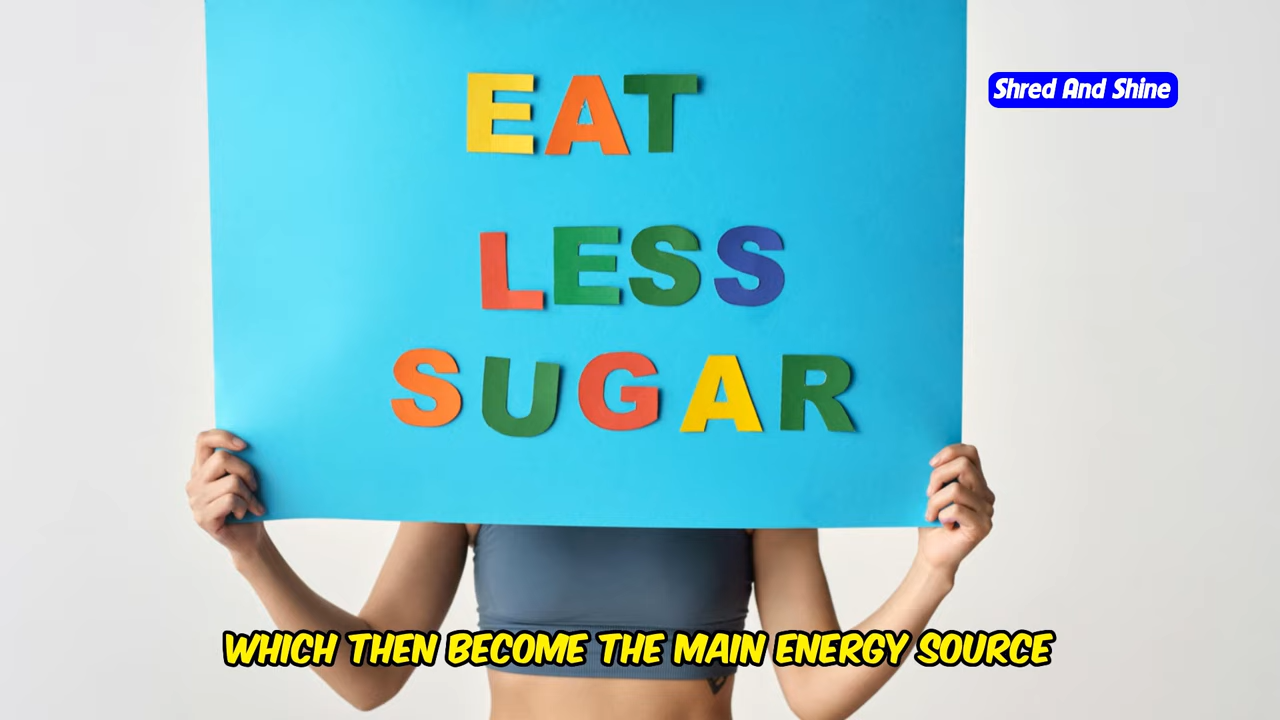 EAT
Shred And Shine
LESS
SUGAR
WHICH THEN BECOME THE MAIN ENERGY SOURCE